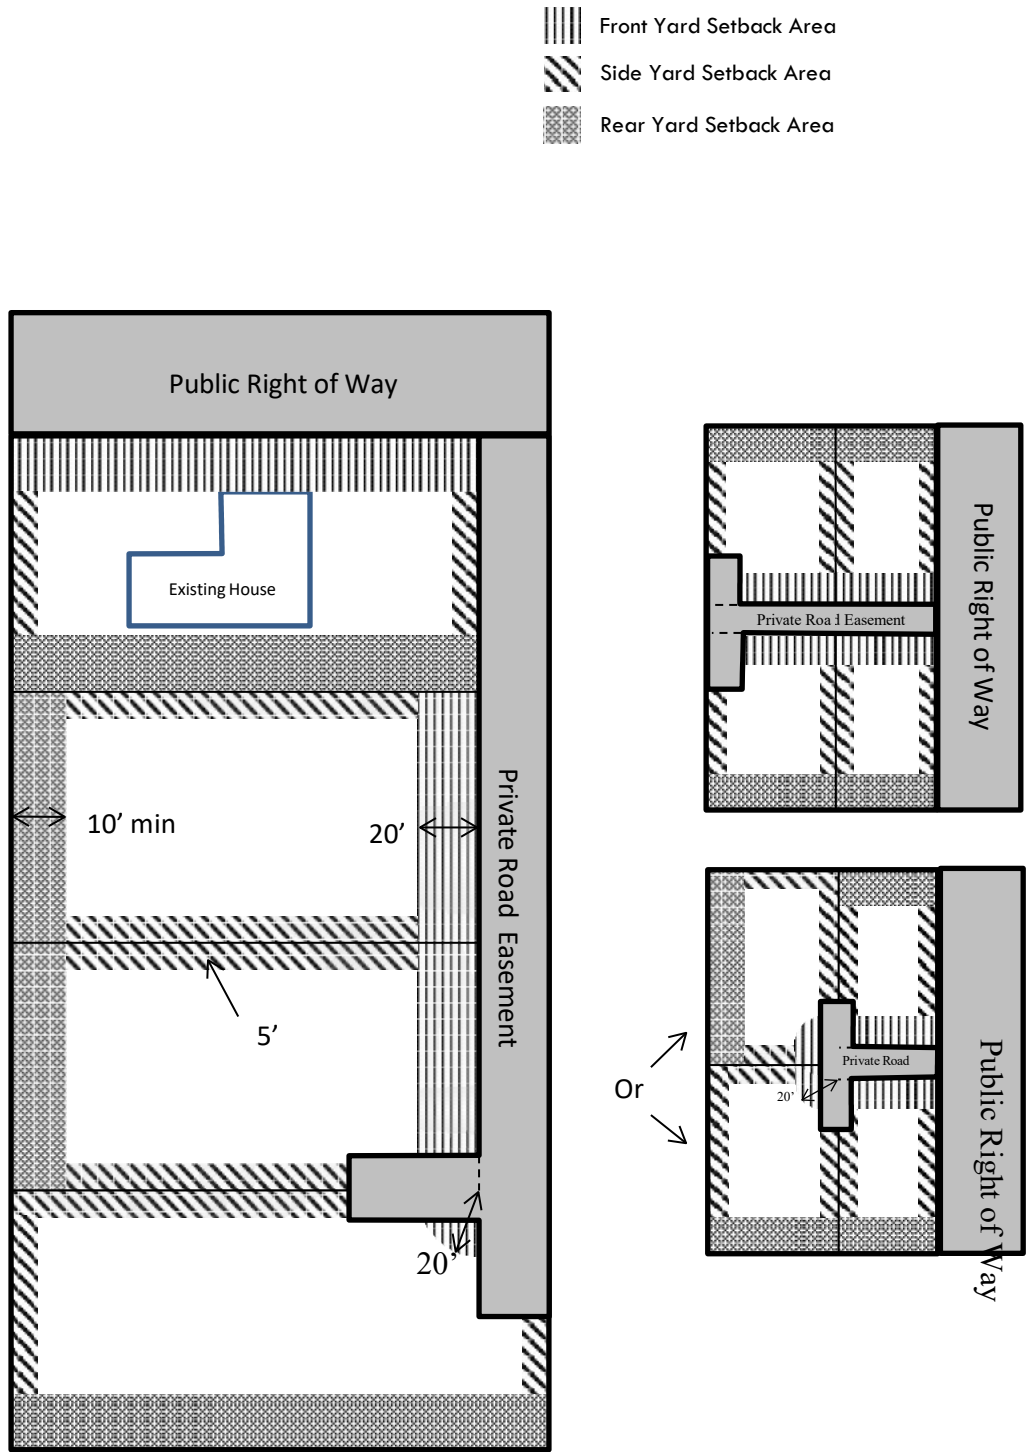 Front Yard Setback Area
Side Yard Setback Area
Rear Yard Setback Area
Public Right of Way
Existing House
Private Road Easement
10’ min
20’
5’
20’
Public Right of Way
Private Road Easement
Or
Public Right of Way
Private Road
20’